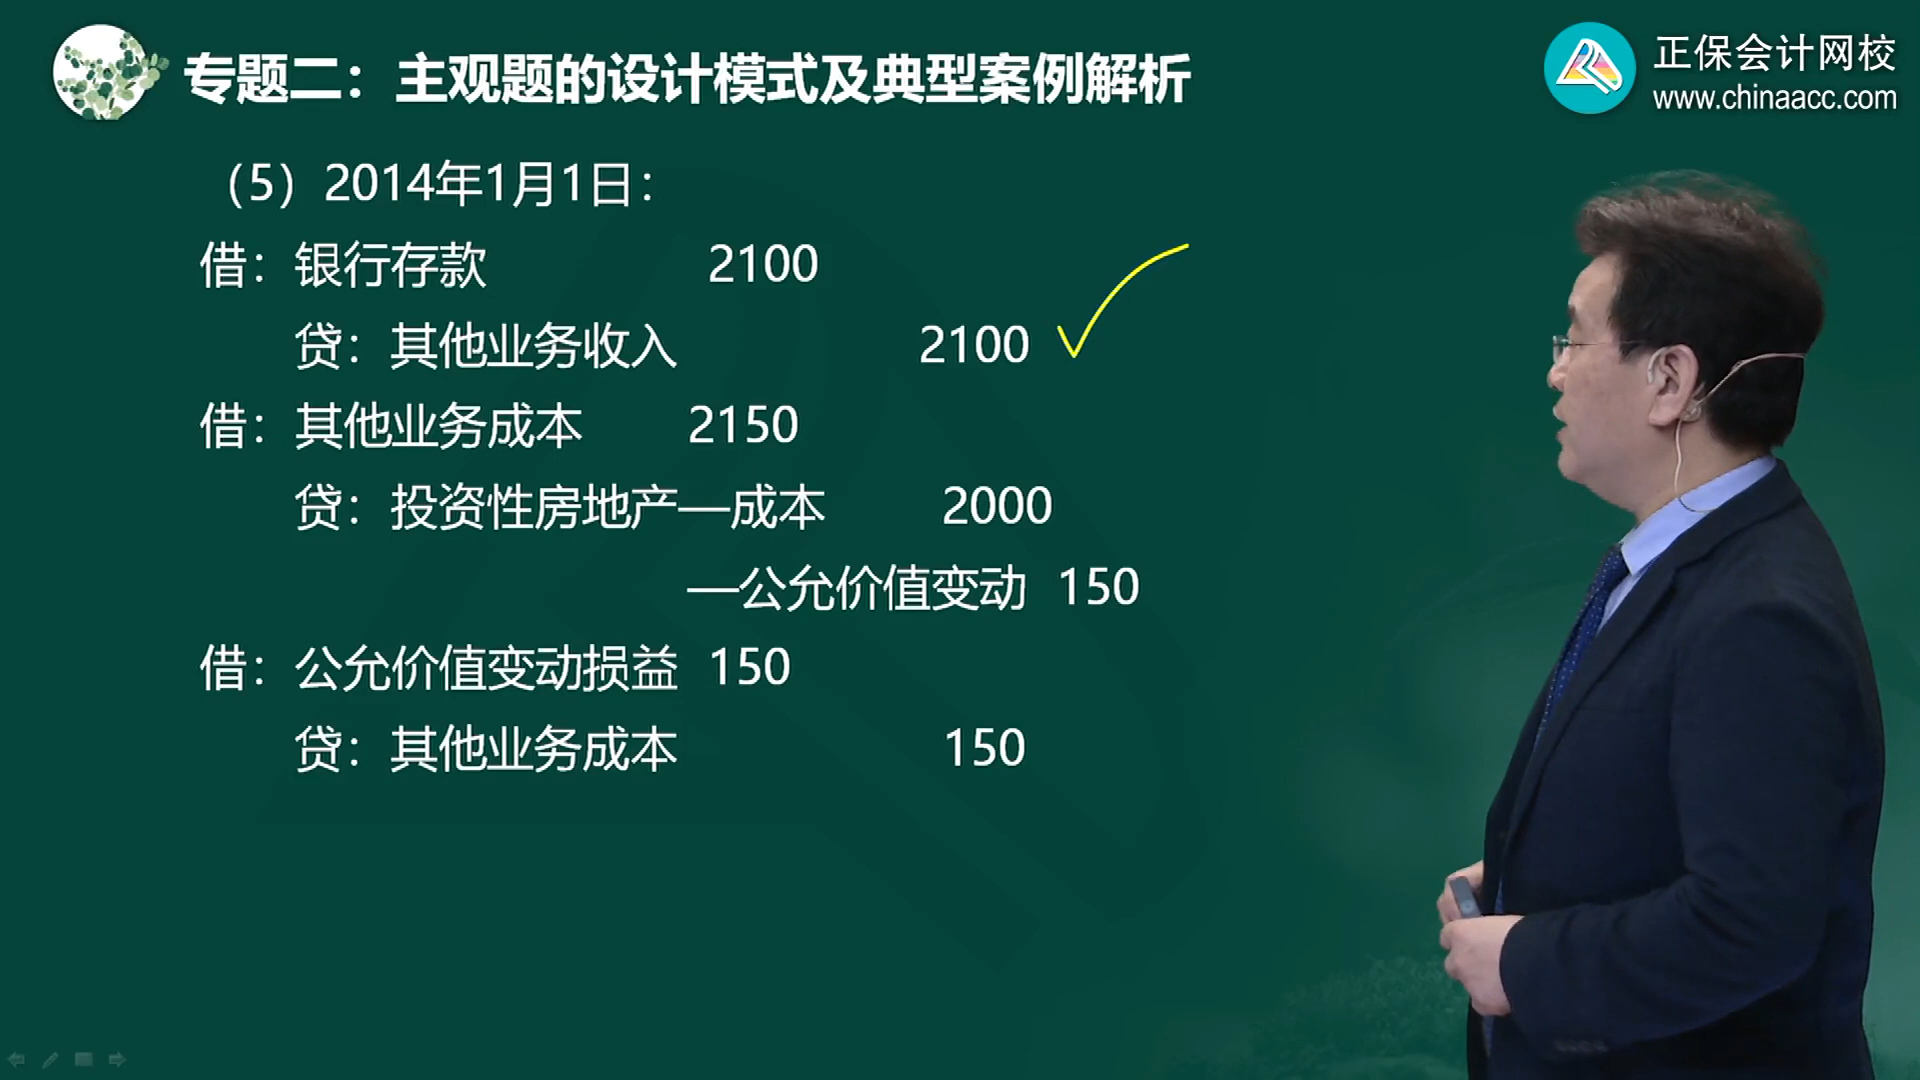 专题二：主观题的设计模式及典型案例解析
正保会计网校
www.chinaacc.com
（5）2014年1月1日：
借：银行存款 2100
贷：其他业务收入 2100
借：其他业务成本 2150
贷：投资性房地产—成本 2000
—公允价值变动 150
借：公允价值变动损益 150
贷：其他业务成本 150